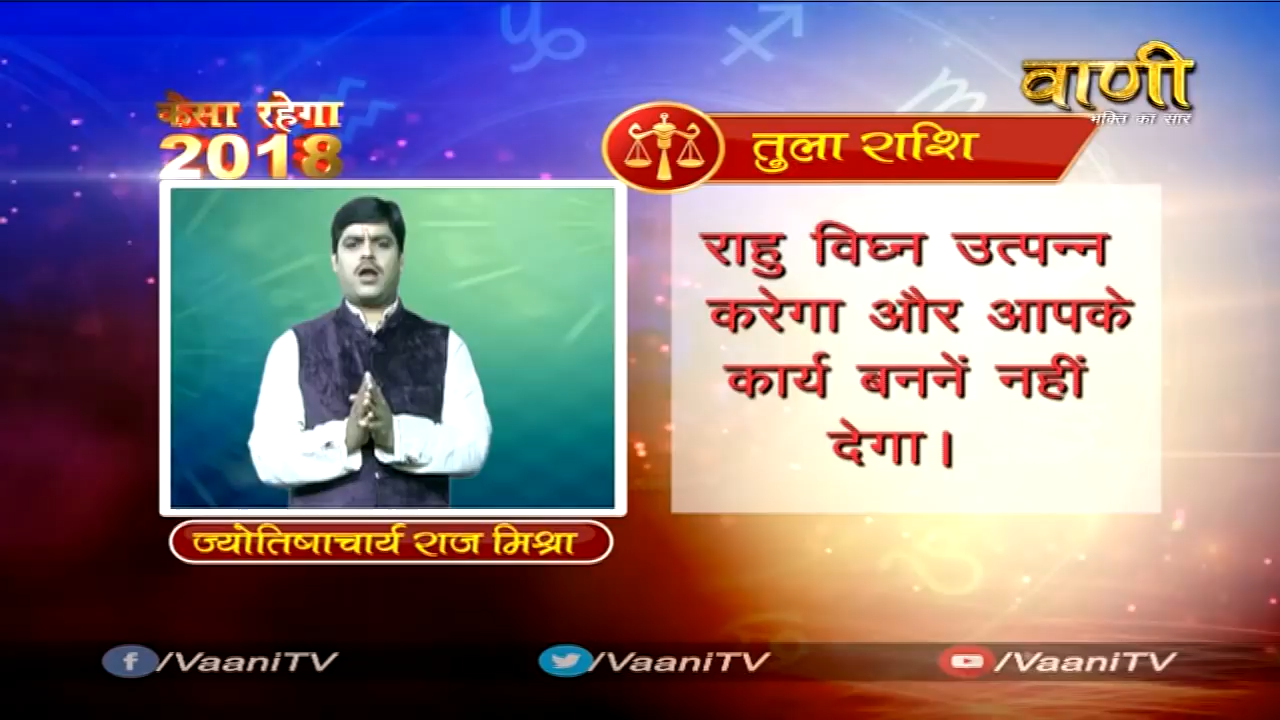 कैसा रहेगा
2018
वाणी
भक्ति का सार
तुला राशि
राहु विघ्न उत्पन्न
करेगा और आपके
कार्य बननें नहीं
देगा।
ज्योतिषाचार्य राज मिश्रा
/VaaniTV
/VaaniTV
/VaaniTV